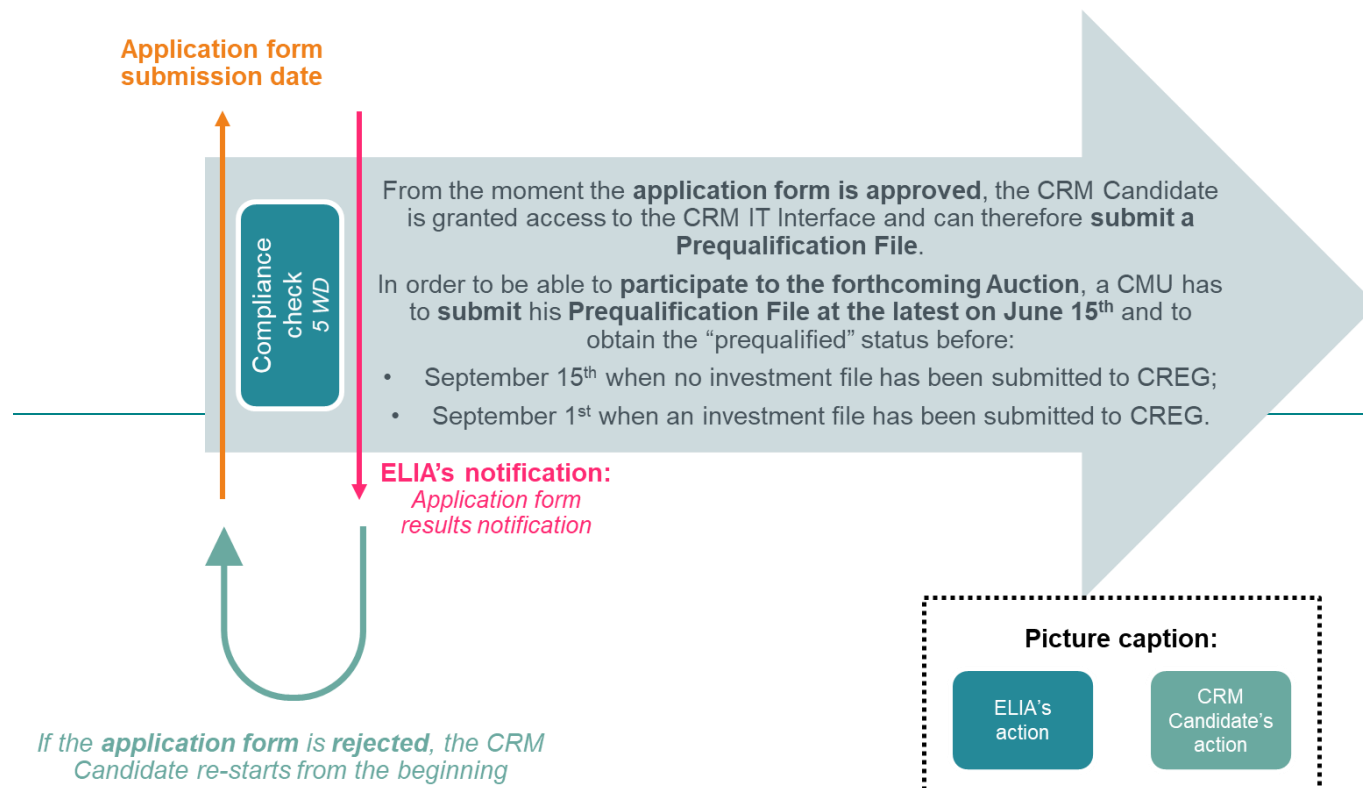 Application form
submission date
Compliance
check
5 WD
From the moment the application form is approved, the CRM Candidate
is granted access to the CRM IT Interface and can therefore submit a
Prequalification File.
In order to be able to participate to the forthcoming Auction, a CMU has
to submit his Prequalification File at the latest on June 15th and to
obtain the “prequalified” status before:
• September 15th when no investment file has been submitted to CREG;
• September 1st when an investment file has been submitted to CREG.
ELIA’s notification:
Application form
results notification
If the application form is rejected, the CRM
Candidate re-starts from the beginning
Picture caption:
ELIA’s
action
CRM
Candidate’s
action